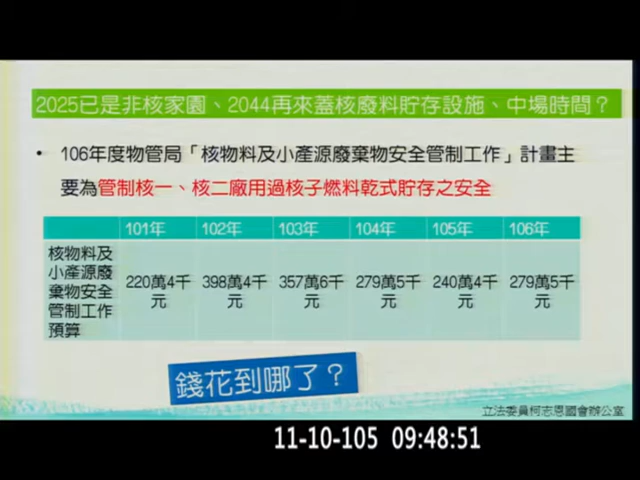 2025已是非核家園、2044再來蓋核廢料貯存設施、中場時間？
• 106年度物管局「核物料及小產源廢棄物安全管制工作」計畫主
要為管制核一、核二廠用過核子燃料乾式貯存之安全
101年 102年 103年 104年 105年 106年
核物料及
小產源廢
棄物安全
管制工作
預算
220萬4千
元
398萬4千
元
357萬6千
元
279萬5千
元
240萬4千
元
279萬5千
元
錢花到哪了？
立法委員柯志恩國會辦公室
11-10-105 09:48:51